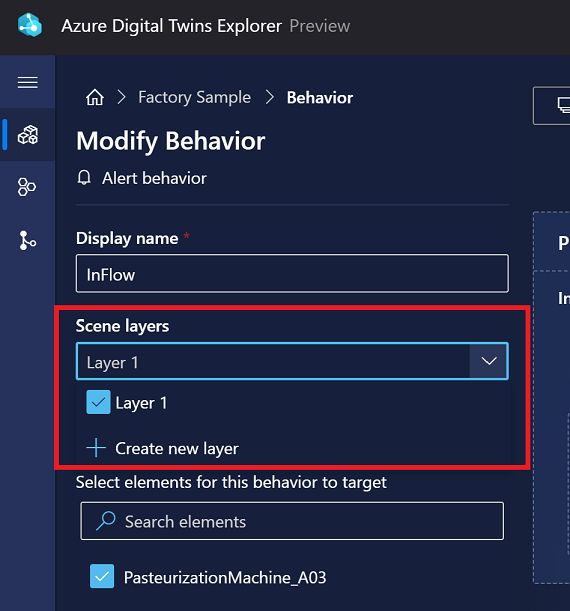 Azure Digital Twins Explorer Preview
Factory Sample Behavior
Modify Behavior
Alert behavior
Display name *
InFlow
Scene layers
Layer 1
Layer 1
Create new layer
Select elements for this behavior to target
Search elements
PasteurizationMachine_A03